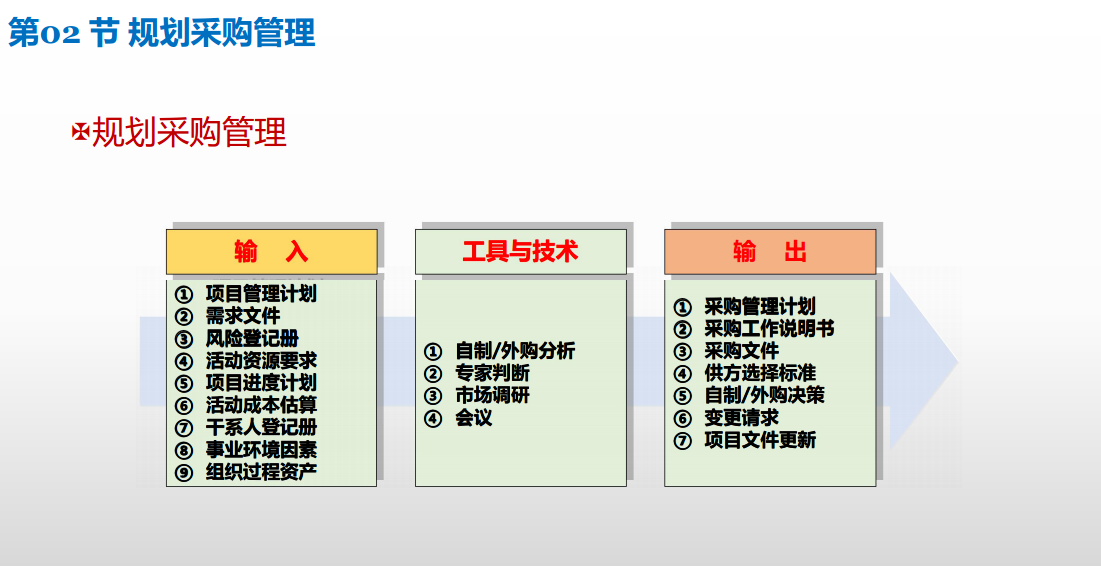 第02 节 规划采购管理
✠规划采购管理
输 入
① 项目管理计划
② 需求文件
③ 风险登记册
④ 活动资源要求
⑤ 项目进度计划
⑥ 活动成本估算
⑦ 干系人登记册
⑧ 事业环境因素
⑨ 组织过程资产
工具与技术
① 自制/外购分析
② 专家判断
③ 市场调研
④ 会议
输 出
① 采购管理计划
② 采购工作说明书
③ 采购文件
④ 供方选择标准
⑤ 自制/外购决策
⑥ 变更请求
⑦ 项目文件更新